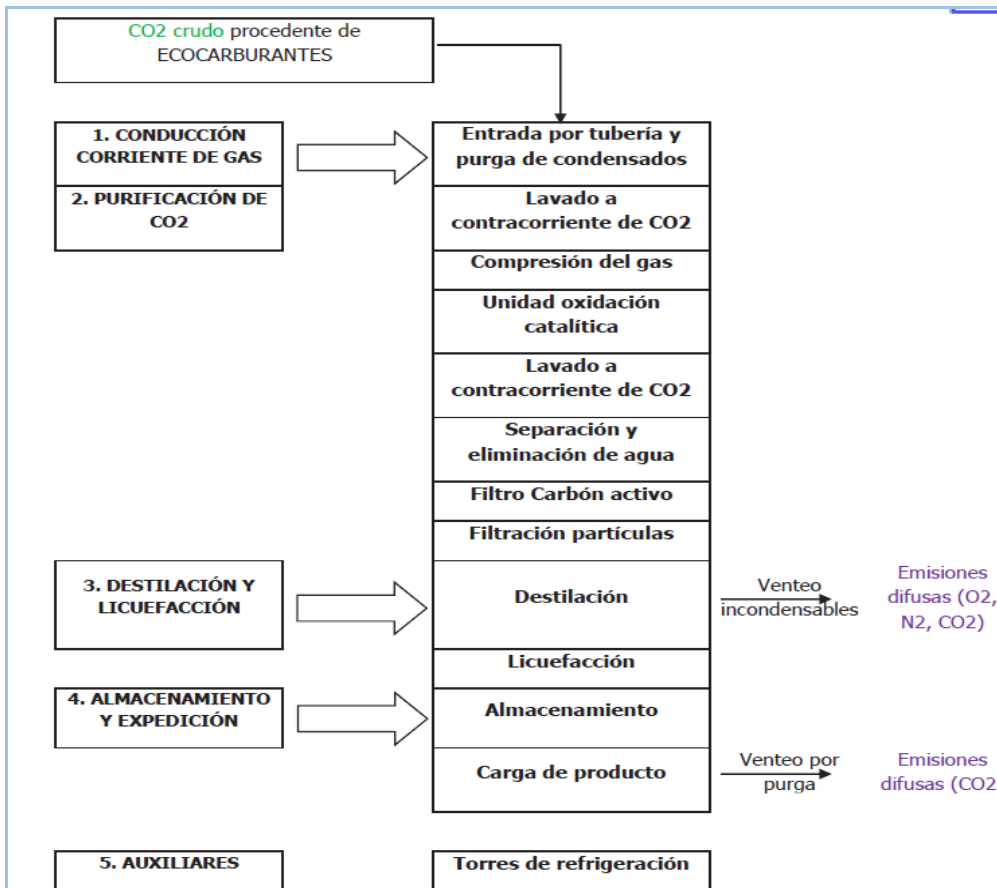 CO2 crudo procedente de
ECOCARBURANTES
1. CONDUCCIÓN
CORRIENTE DE GAS
Entrada por tubería y
purga de condensados
2. PURIFICACIÓN DE
CO2
Lavado a
contracorriente de CO2
Compresión del gas
Unidad oxidación
catalítica
Lavado a
contracorriente de CO2
Separación y
eliminación de agua
Filtro Carbón activo
Filtración partículas
3. DESTILACIÓN Y
LICUEFACCIÓN
Destilación
Venteo
incondensables
Emisiones
difusas (O2,
N2, CO2)
Licuefacción
4. ALMACENAMIENTO
Y EXPEDICIÓN
Almacenamiento
Carga de producto
Venteo por
purga
Emisiones
difusas (CO2
5. AUXILIARES
Torres de refrigeración